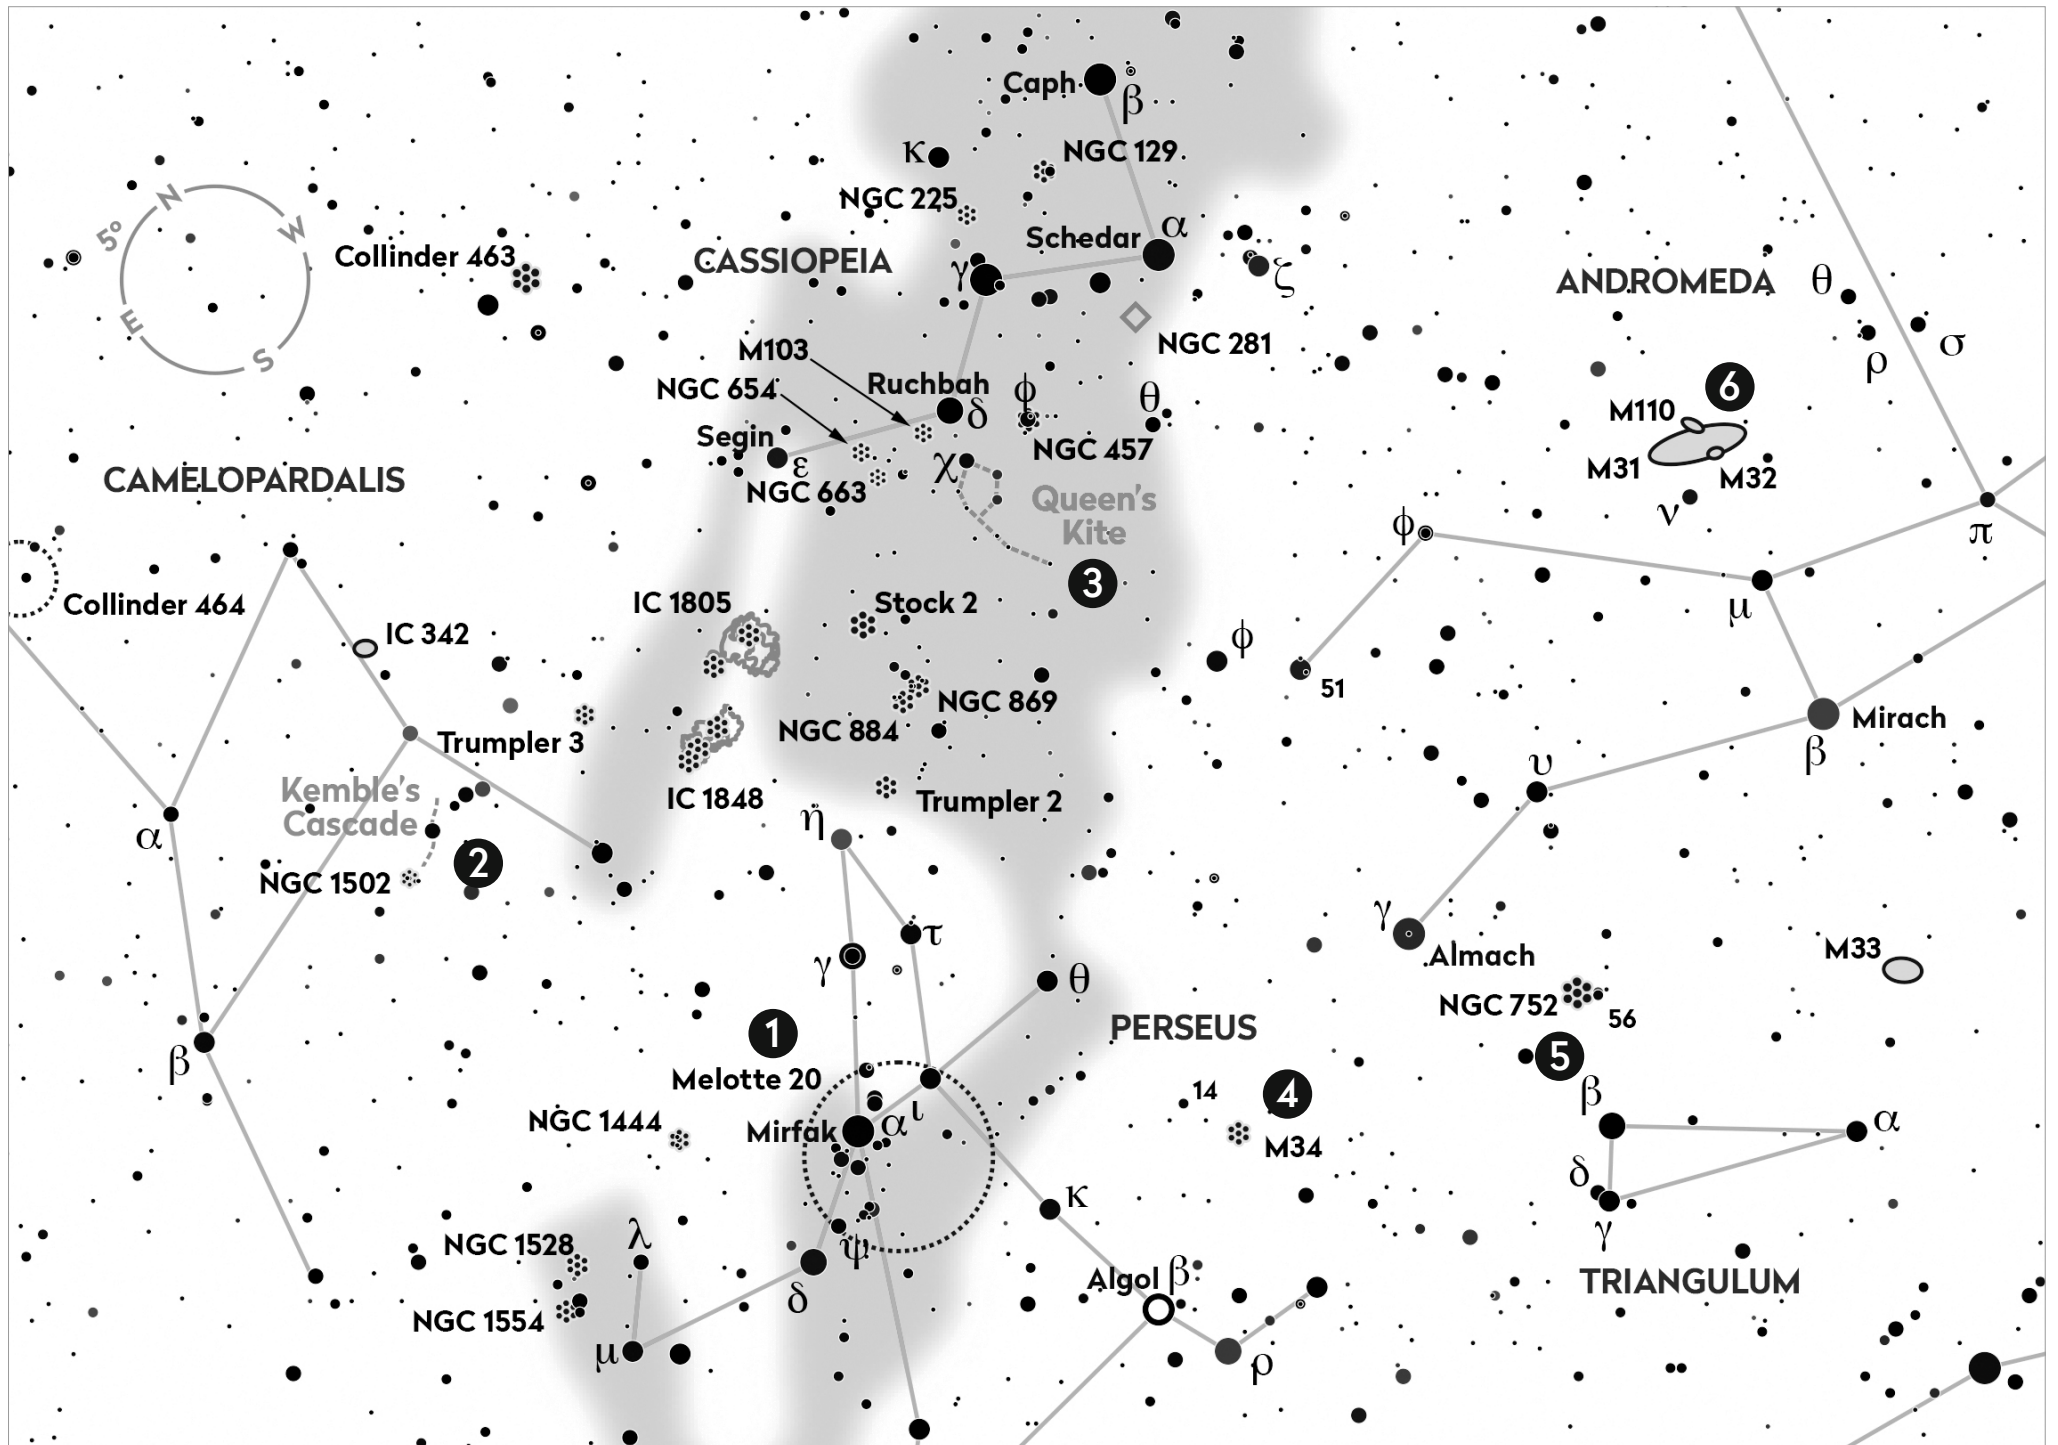 Caph
β
κ
NGC 129
N
W
5°
E
S
NGC 225
α
Schedar
Collinder 463
CASSIOPEIA
γ
ζ
ANDROMEDA
θ
σ
ρ
NGC 281
M103
NGC 654
Ruchbah
δ
φ
θ
6
M110
M31
M32
ν
Segin
ε
NGC 457
χ
NGC 663
CAMELOPARDALIS
Queen's
Kite
3
φ
π
Collinder 464
IC 1805
Stock 2
μ
IC 342
φ
51
NGC 869
NGC 884
Mirach
β
Trumpler 3
υ
IC 1848
Trumpler 2
Kemble's
Cascade
α
η
2
NGC 1502
γ
Almach
τ
γ
M33
θ
NGC 752
56
PERSEUS
1
5
β
Melotte 20
4
14
β
α
NGC 1444
Mirfak
α
ι
M34
δ
κ
γ
NGC 1528
λ
ψ
Algol
β
TRIANGULUM
δ
NGC 1554
μ
ρ